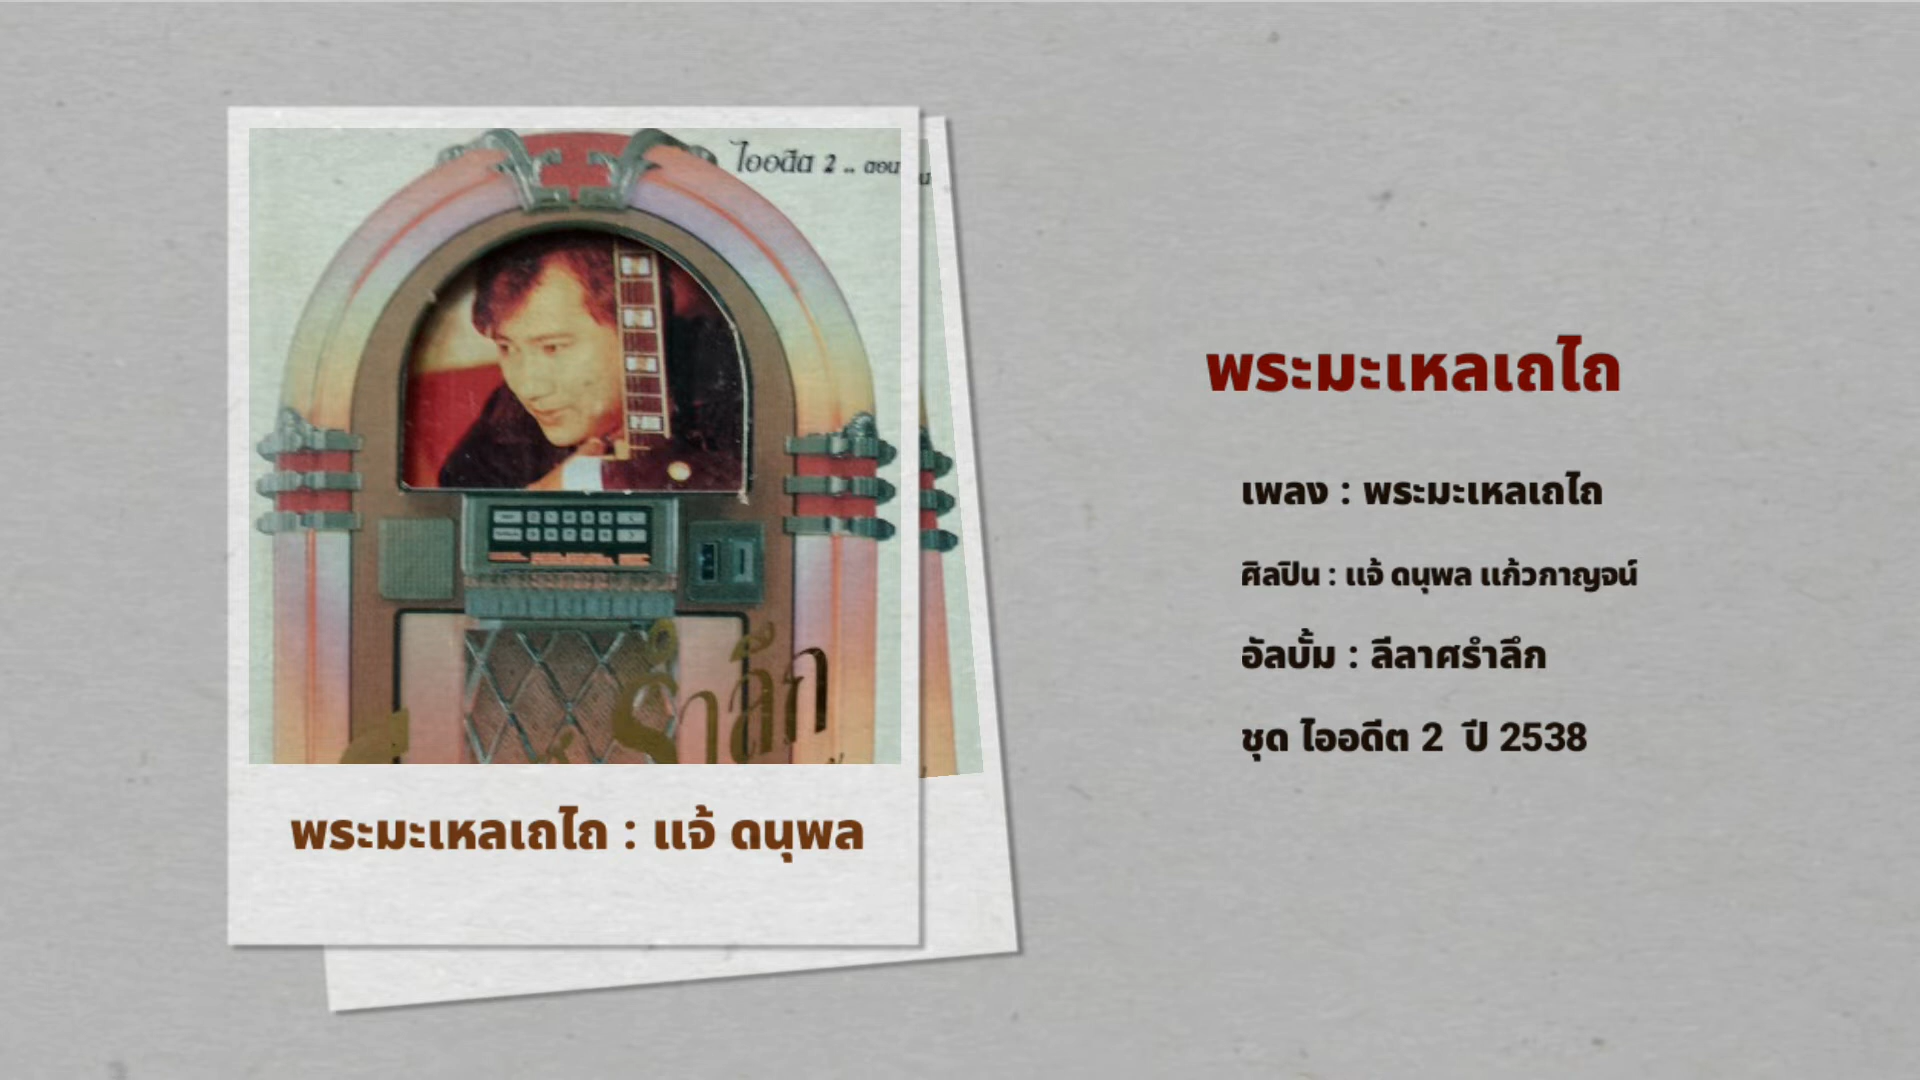 ไออดีต 2 .. ตอน
รำลึก
พระมะเหลเถไถ : แจ้ ดนุพล
พระมะเหลเถไถ
เพลง : พระมะเหลเถไถ
ศิลปิน : แจ้ ดนุพล แก้วกาญจน์
อัลบั้ม : ลีลาศรำลึก
ชุด ไออดีต 2 ปี 2538